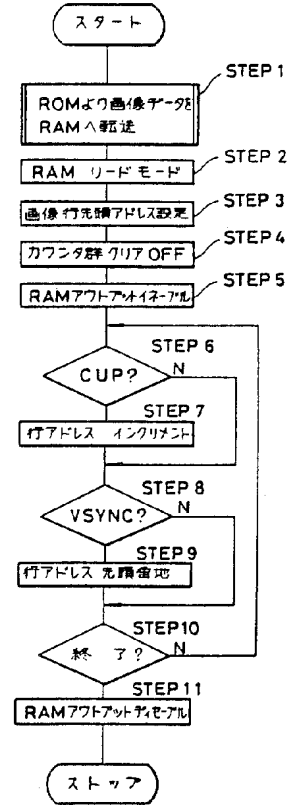 スタート
STEP 1
ROMより画像データを
RAMへ転送
STEP 2
RAM リードモード
STEP 3
画像行先頭アドレス設定
STEP 4
カウンタ群クリアOFF
STEP 5
RAMアウトプットイネーブル
STEP 6
CUP?
N
STEP 7
行アドレス インクリメント
STEP 8
VSYNC?
N
STEP 9
行アドレス先頭番地
STEP10
終了?
N
STEP 11
RAMアウトプットディセーブル
ストップ